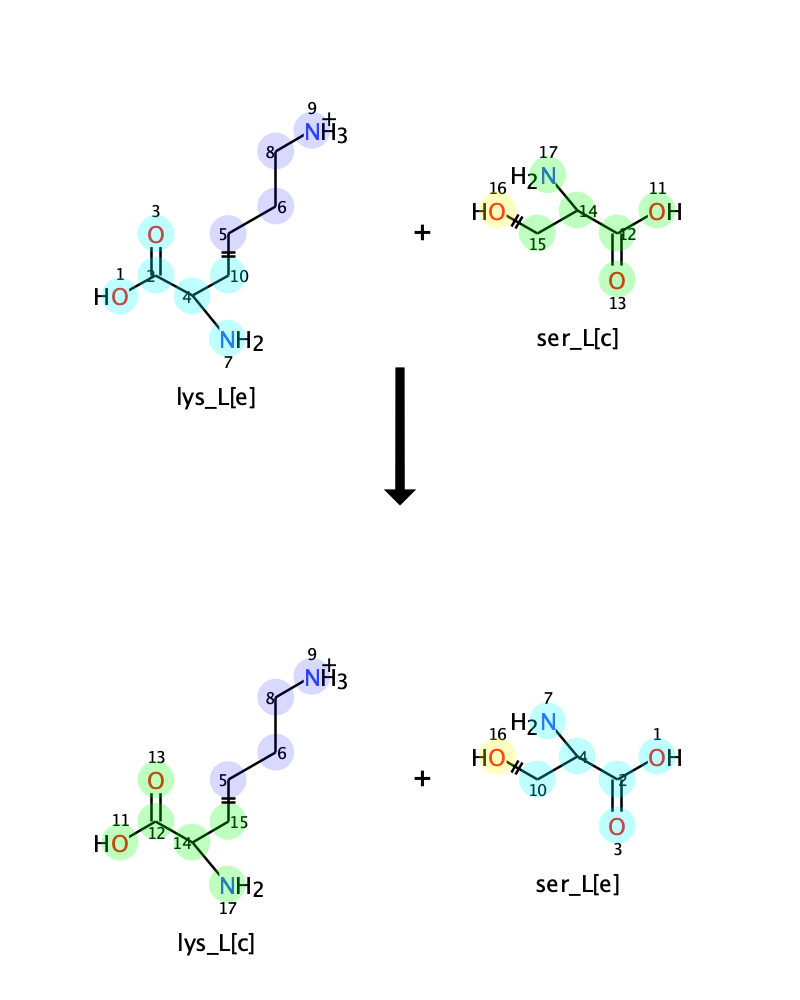 9
+
NH3
8
17
H2N
3
16
11
6
HO
14
OH
+
O
5
12
15
1
2
10
O
HO
4
13
ser_L[c]
NH2
7
lys_L[e]
9
+
NH3
8
7
H2N
13
16
1
6
HO
4
OH
+
O
5
2
10
11
12
15
O
HO
14
3
ser_L[e]
NH2
17
lys_L[c]